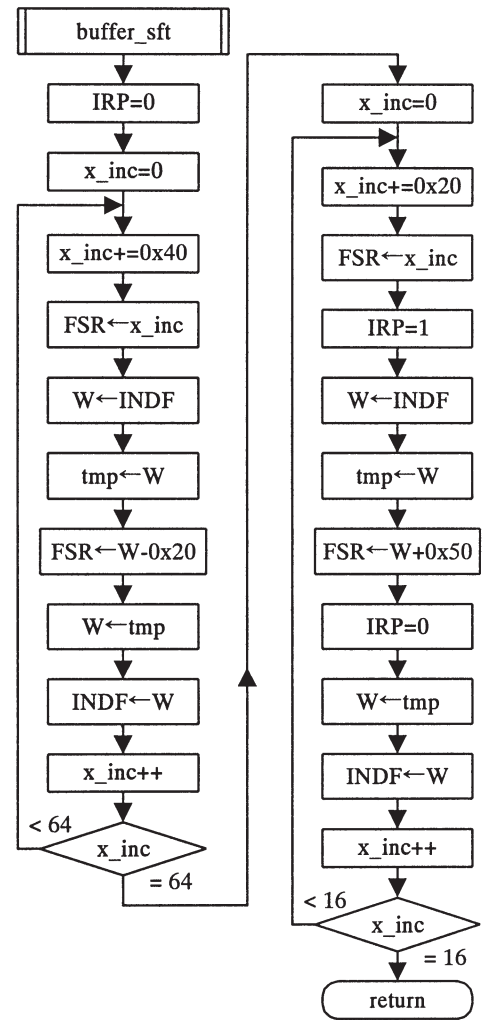 buffer_sft
IRP=0
x_inc=0
x_inc+=0x40
FSR←x_inc
W←INDF
tmp←W
FSR←W-0x20
W←tmp
INDF←W
x_inc++
< 64
x_inc
= 64
x_inc=0
x_inc+=0x20
FSR←x_inc
IRP=1
W←INDF
tmp←W
FSR←W+0x50
IRP=0
W←tmp
INDF←W
x_inc++
< 16
x_inc
= 16
return